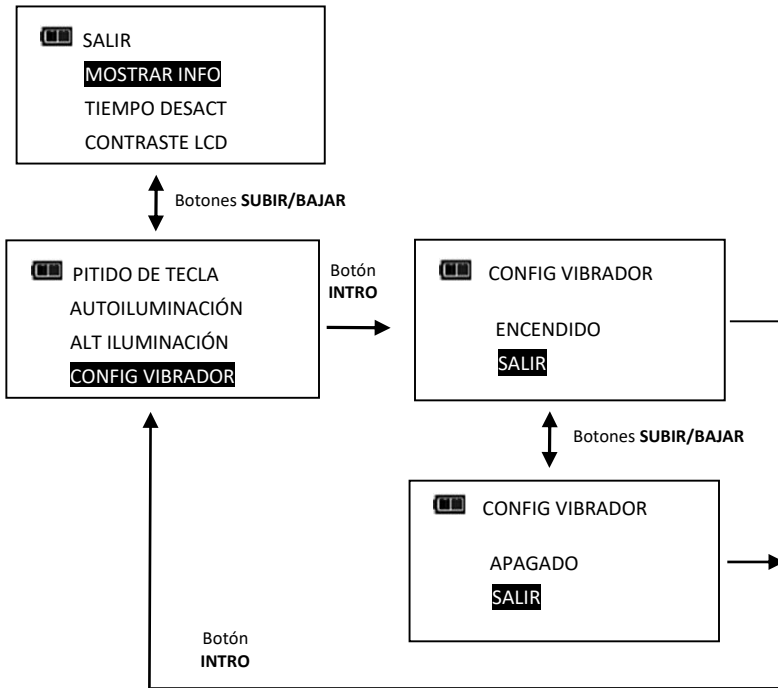 SALIR
MOSTRAR INFO
TIEMPO DESACT
CONTRASTE LCD
Botones SUBIR/BAJAR
PITIDO DE TECLA
AUTOILUMINACIÓN
ALT ILUMINACIÓN
CONFIG VIBRADOR
Botón
INTRO
CONFIG VIBRADOR
ENCENDIDO
SALIR
Botones SUBIR/BAJAR
CONFIG VIBRADOR
APAGADO
SALIR
Botón
INTRO